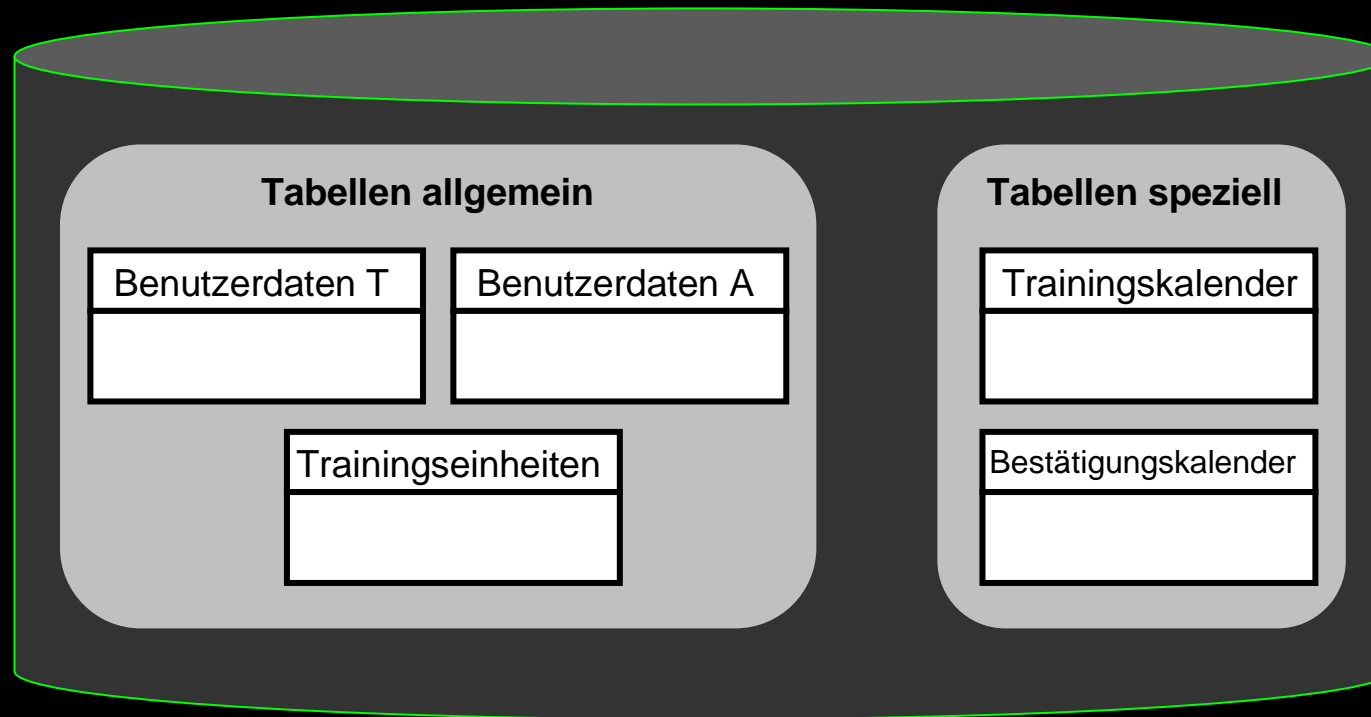 Tabellen allgemein
Benutzerdaten T
Benutzerdaten A
Trainingseinheiten
Tabellen speziell
Trainingskalender
Bestätigungskalender